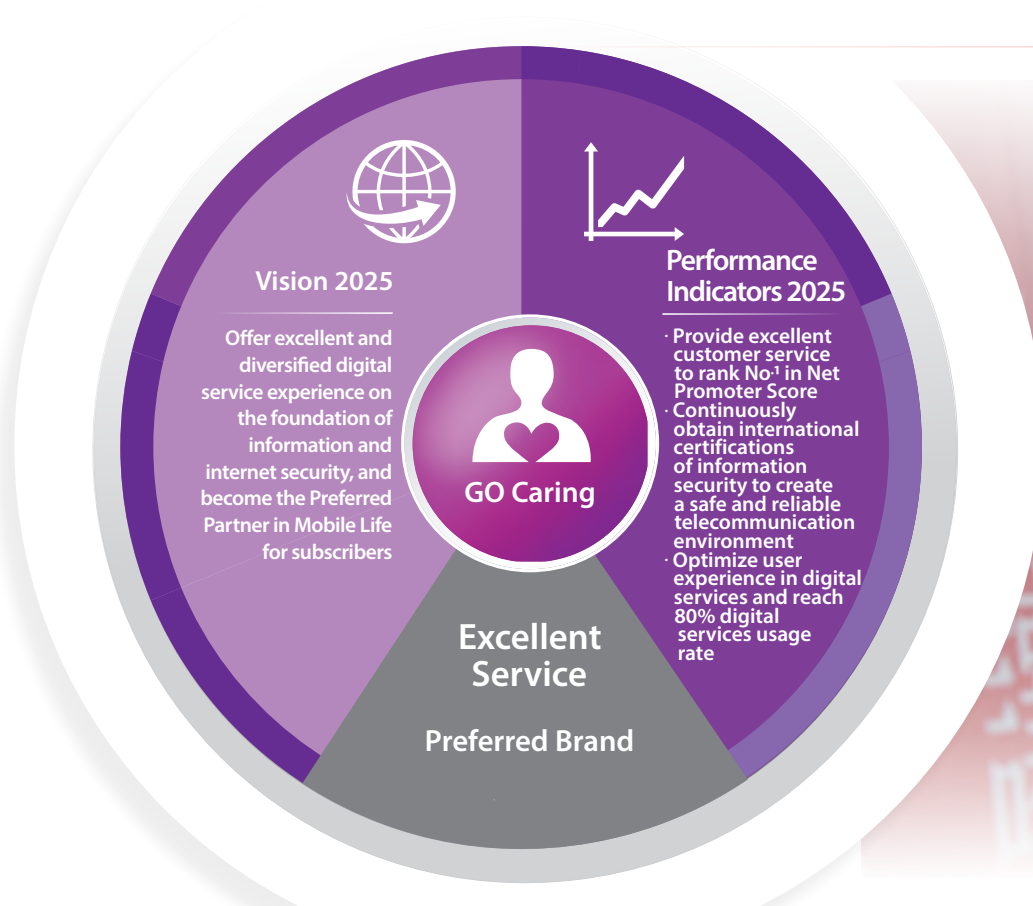 Vision 2025
Offer excellent and
diversified digital
service experience on
the foundation of
information and
internet security, and
become the Preferred
Partner in Mobile Life
for subscribers
Performance
Indicators 2025
· Provide excellent
customer service
to rank No.1 in Net
Promoter Score
· Continuously
obtain international
certifications
of information
security to create
a safe and reliable
telecommunication
environment
· Optimize user
experience in digital
services and reach
80% digital
services usage
rate
GO Caring
Excellent
Service
Preferred Brand